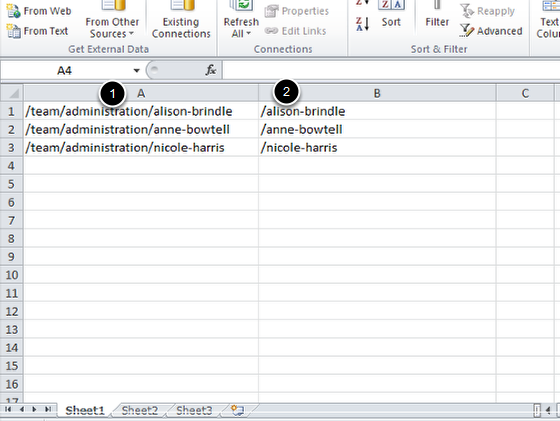 From Web
From Text
From Other
Sources
Existing
Connections
Get External Data
Refresh
All
Properties
Edit Links
Connections
Sort
Filter
Reapply
Advanced
Sort & Filter
Text
Colu
A4
fx
1
2
A B C
1 /team/administration/alison-brindle /alison-brindle
2 /team/administration/anne-bowtell /anne-bowtell
3 /team/administration/nicole-harris /nicole-harris
4
5
6
7
8
9
10
11
12
13
14
15
16
17
Sheet1 Sheet2 Sheet3